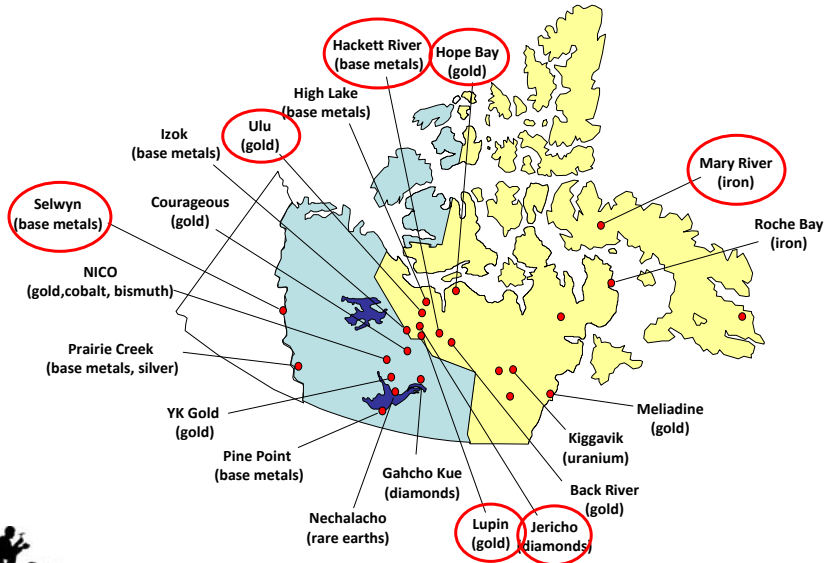 Hackett River
(base metals)
Hope Bay
(gold)
High Lake
(base metals)
Ulu
(gold)
Izok
(base metals)
Mary River
(iron)
Courageous
(gold)
Selwyn
(base metals)
Roche Bay
(iron)
NICO
(gold,cobalt, bismuth)
Prairie Creek
(base metals, silver)
YK Gold
(gold)
Meliadine
(gold)
Kiggavik
(uranium)
Pine Point
(base metals)
Gahcho Kue
(diamonds)
Back River
(gold)
Nechalacho
(rare earths)
Lupin
(gold)
Jericho
(diamonds)